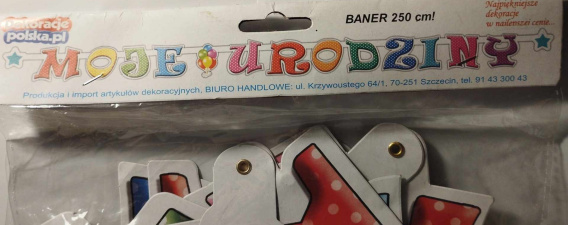 Dekoracje
polska.pl
BANER 250 cm!
Najpiękniejsze
dekoracje
w najlepszej cenie...
MOJE URODZINY
Produkcja i import artykułów dekoracyjnych, BIURO HANDLOWE: ul. Krzywoustego 64/1, 70-251 Szczecin, tel. 91 43 300 43